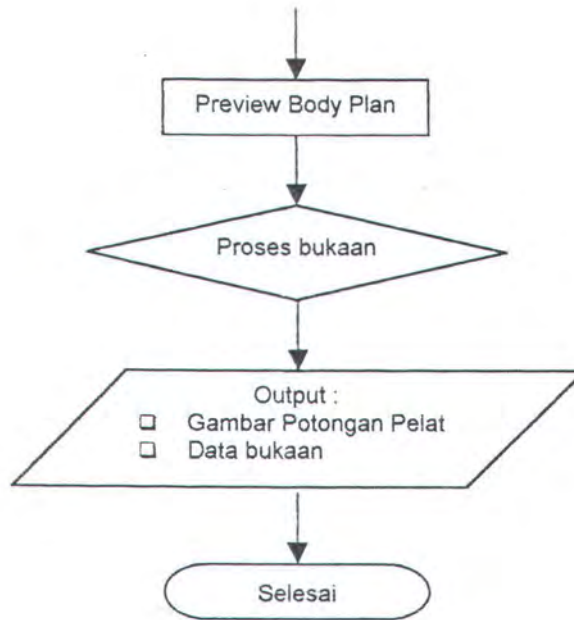 Preview Body Plan
Proses bukaan
Output :
❑ Gambar Potongan Pelat
❑ Data bukaan
Selesai